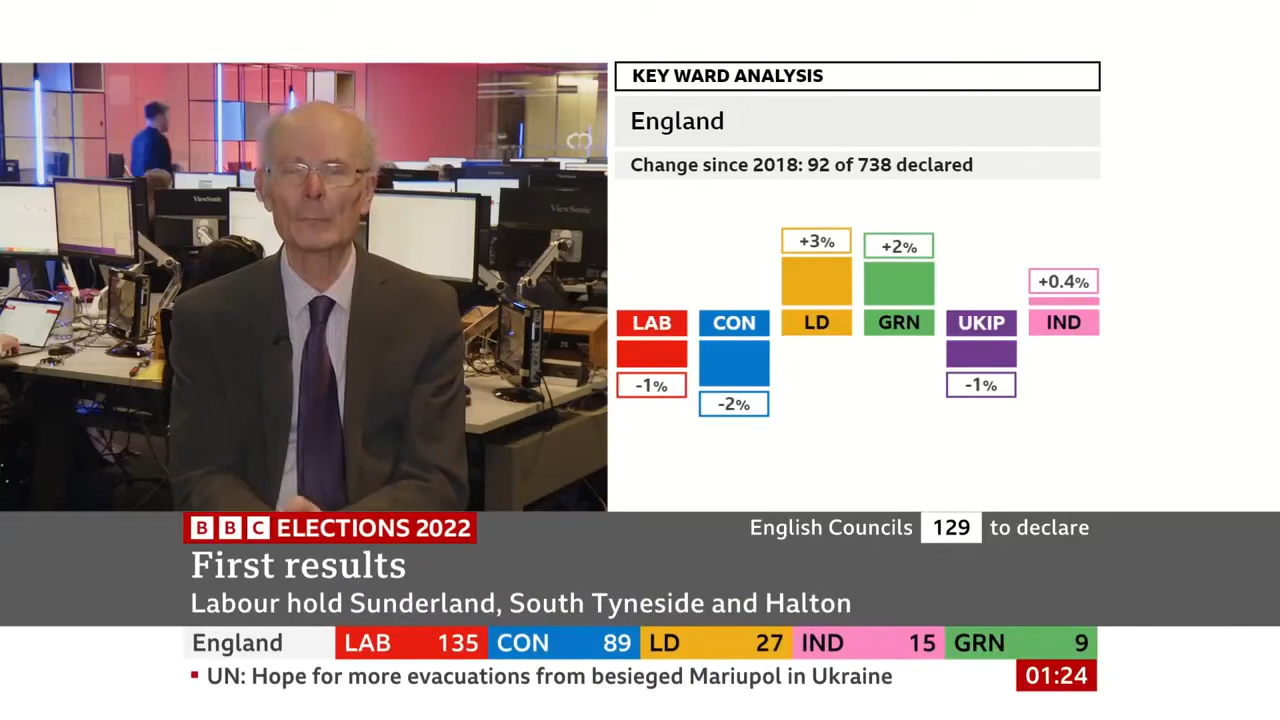 KEY WARD ANALYSIS
England
Change since 2018: 92 of 738 declared
+3%
+2%
+0.4%
LAB CON LD GRN UKIP IND
-1%
-2%
-1%
ViewSonic
ViewSonic
BBC ELECTIONS 2022
English Councils 129 to declare
First results
Labour hold Sunderland, South Tyneside and Halton
England LAB 135 CON 89 LD 27 IND 15 GRN 9
UN: Hope for more evacuations from besieged Mariupol in Ukraine
01:24